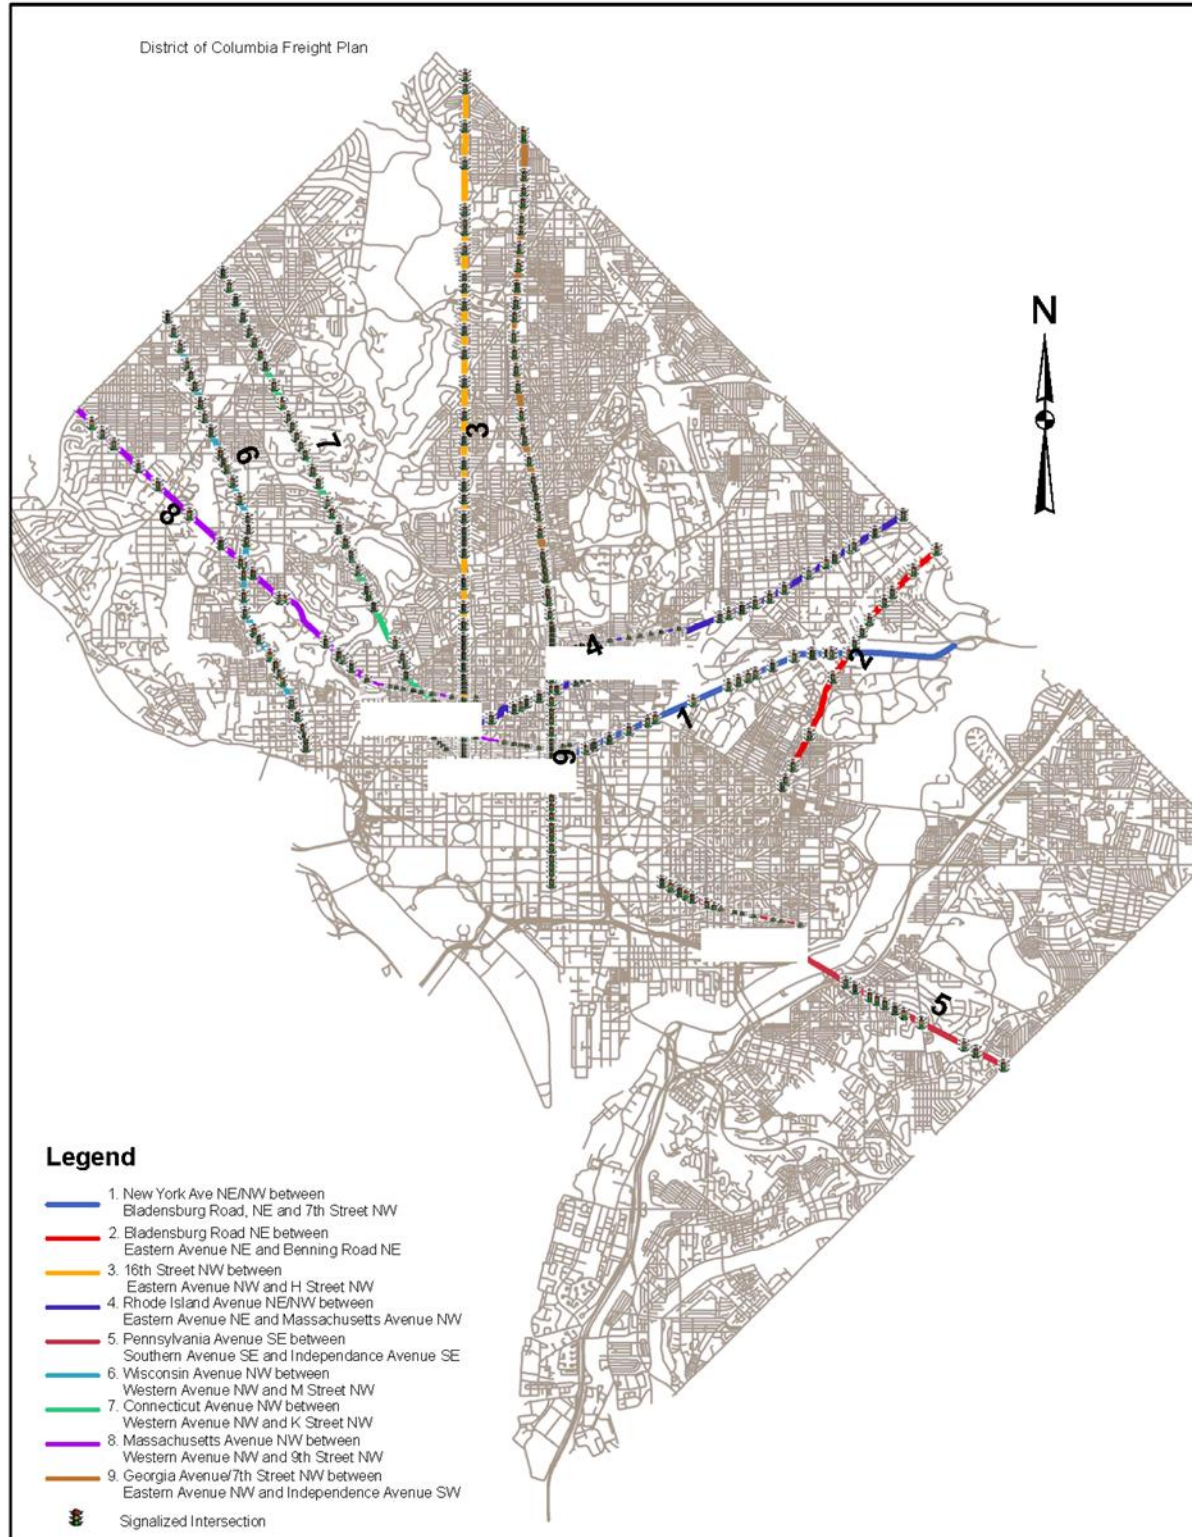 District of Columbia Freight Plan
N
3
7
6
8
4
2
1
9
5
Legend
1. New York Ave NE/NW between
Bladensburg Road, NE and 7th Street NW
2. Bladensburg Road NE between
Eastern Avenue NE and Benning Road NE
3. 16th Street NW between
Eastern Avenue NW and H Street NW
4. Rhode Island Avenue NE/NW between
Eastern Avenue NE and Massachusetts Avenue NW
5. Pennsylvania Avenue SE between
Southern Avenue SE and Independance Avenue SE
6. Wisconsin Avenue NW between
Western Avenue NW and M Street NW
7. Connecticut Avenue NW between
Western Avenue NW and K Street NW
8. Massachusetts Avenue NW between
Western Avenue NW and 9th Street NW
9. Georgia Avenue/7th Street NW between
Eastern Avenue NW and Independence Avenue SW
Signalized Intersection